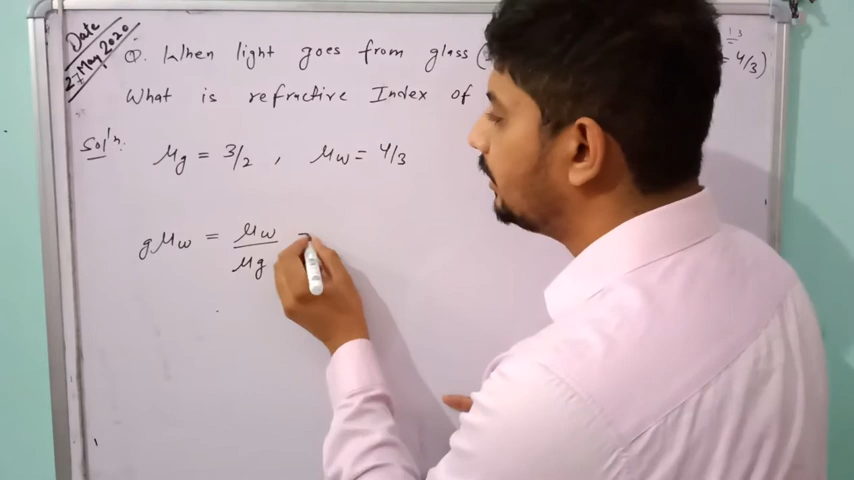 Date
27 May 2020
Q. When light goes from glass ( = 4/3)
What is refractive Index of
Solⁿ:
μg = 3/2 , μw = 4/3
gμw = μw/μg =